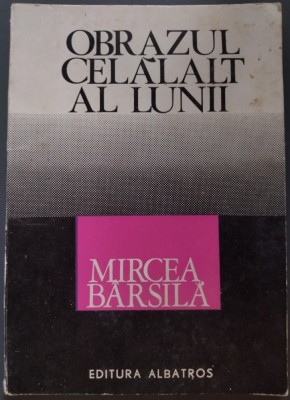 OBRAZUL
CELĂLALT
AL LUNII
MIRCEA
BÂRSILĂ
EDITURA ALBATROS